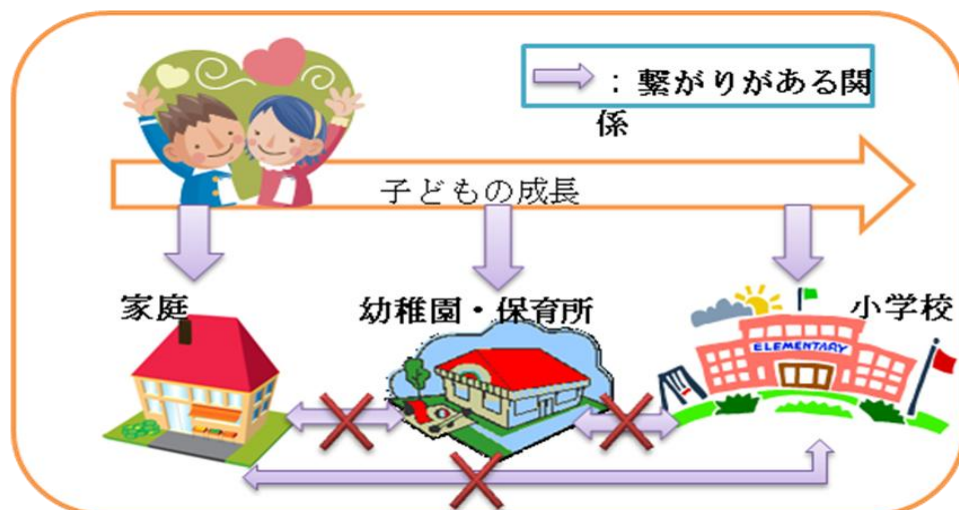 ：繋がりがある関
係
子どもの成長
家庭
幼稚園・保育所
小学校
ELEMENTARY